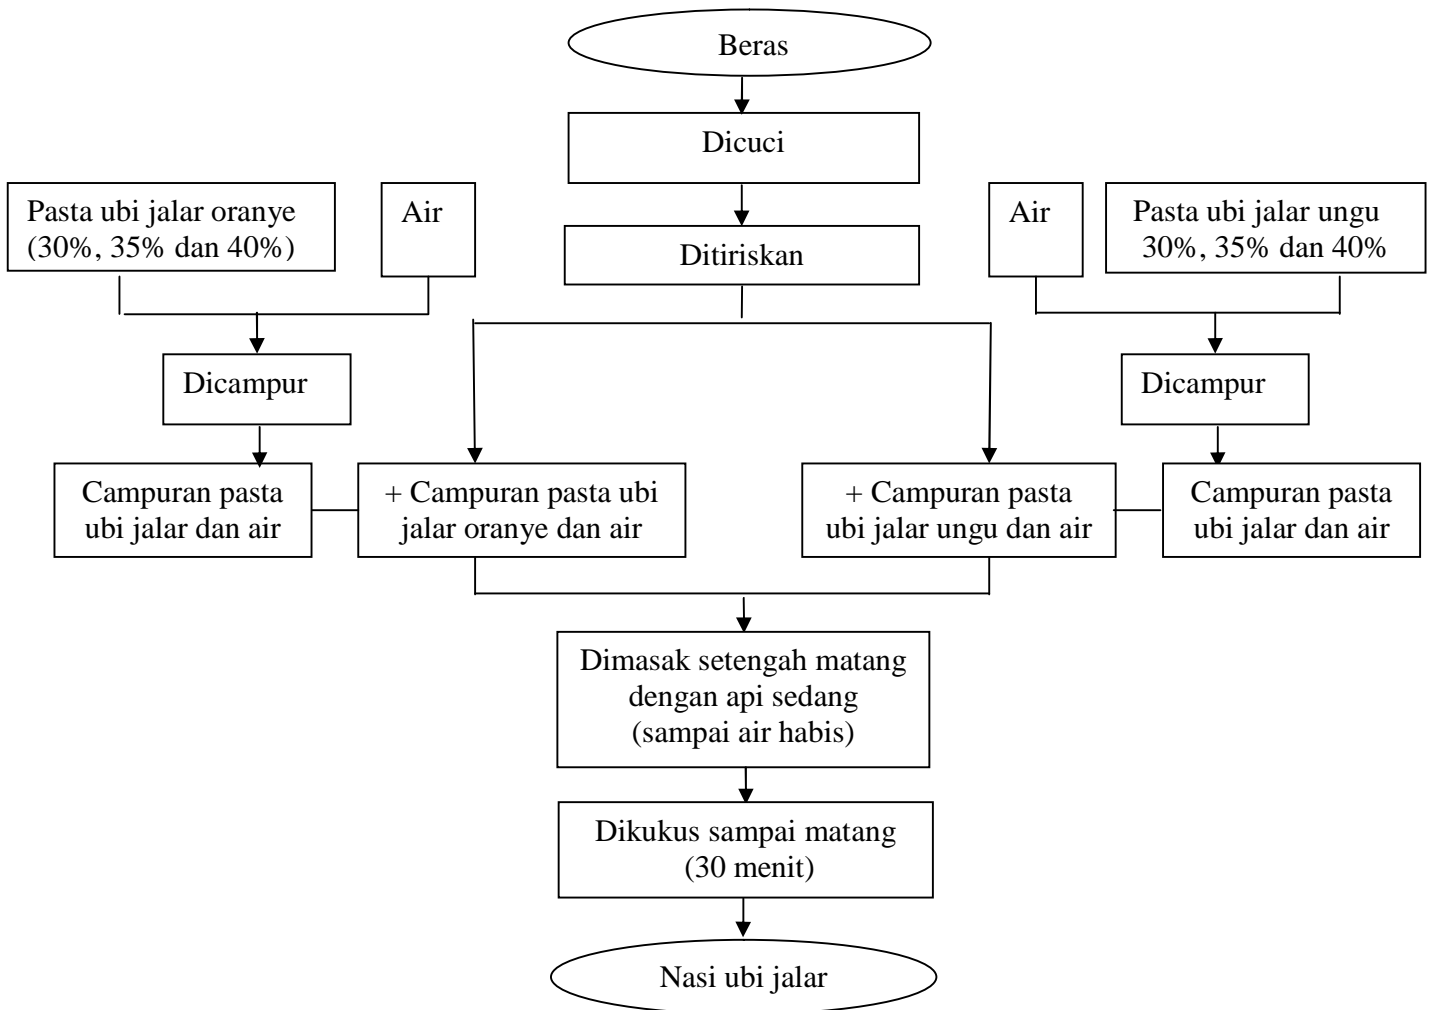 Beras
Dicuci
Pasta ubi jalar oranye
(30%, 35% dan 40%)
Air
Ditiriskan
Air
Pasta ubi jalar ungu
30%, 35% dan 40%
Dicampur
Dicampur
Campuran pasta
ubi jalar dan air
+ Campuran pasta ubi
jalar oranye dan air
+ Campuran pasta
ubi jalar ungu dan air
Campuran pasta
ubi jalar dan air
Dimasak setengah matang
dengan api sedang
(sampai air habis)
Dikukus sampai matang
(30 menit)
Nasi ubi jalar